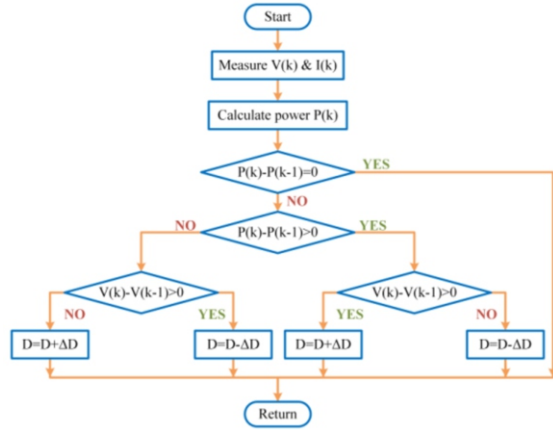 Start
Measure V(k) & I(k)
Calculate power P(k)
P(k)-P(k-1)=0
YES
NO
P(k)-P(k-1)>0
NO
YES
V(k)-V(k-1)>0
V(k)-V(k-1)>0
NO
YES
YES
NO
D=D+ΔD
D=D-ΔD
D=D+ΔD
D=D-ΔD
Return